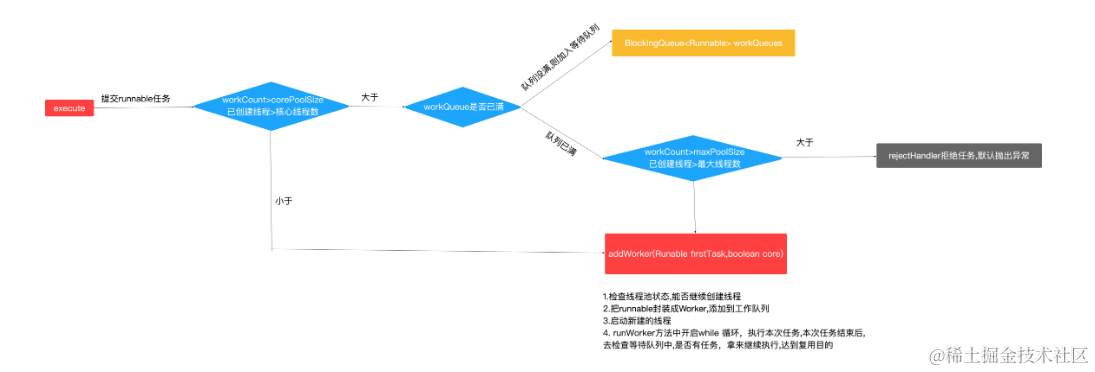 execute
提交runnable任务
workCount>corePoolSize
已创建线程>核心线程数
大于
workQueue是否已满
队列没满,则加入等待队列
BlockingQueue<Runnable> workQueues
队列已满
workCount>maxPoolSize
已创建线程>最大线程数
大于
rejectHandler拒绝任务,默认抛出异常
小于
addWorker(Runable firstTask,boolean core)
1.检查线程池状态,能否继续创建线程
2.把runnable封装成Worker,添加到工作队列
3.启动新建的线程
4. runWorker方法中开启while 循环，执行本次任务,本次任务结束后,
去检查等待队列中,是否有任务，拿来继续执行,达到复用目的
@稀土掘金技术社区